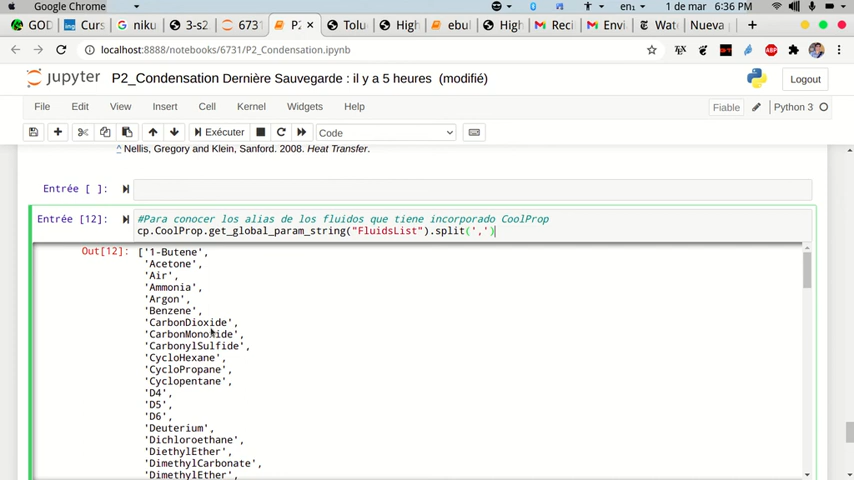 Google Chrome 1 de mar 6:36 PM en₁
GOD Curs niku 3-s2 6731 P2 Tolu High ebul High Reci Envi Wat Nueva p
localhost:8888/notebooks/6731/P2_Condensation.ipynb
jupyter P2_Condensation Dernière Sauvegarde : il y a 5 heures (modifié) Logout
File Edit View Insert Cell Kernel Widgets Help Fiable Python 3
Exécuter Code
^ Nellis, Gregory and Klein, Sanford. 2008. Heat Transfer.
Entrée [ ]:
Entrée [12]: #Para conocer los alias de los fluidos que tiene incorporado CoolProp
cp.CoolProp.get_global_param_string("FluidsList").split(',')
Out[12]: ['1-Butene',
'Acetone',
'Air',
'Ammonia',
'Argon',
'Benzene',
'CarbonDioxide',
'CarbonMonoxide',
'CarbonylSulfide',
'CycloHexane',
'CycloPropane',
'Cyclopentane',
'D4',
'D5',
'D6',
'Deuterium',
'Dichloroethane',
'DiethylEther',
'DimethylCarbonate',
'DimethylEther',